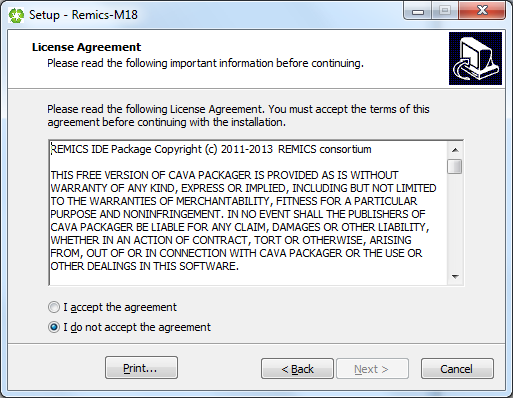 Setup - Remics-M18
License Agreement
Please read the following important information before continuing.
Please read the following License Agreement. You must accept the terms of this
agreement before continuing with the installation.
REMICS IDE Package Copyright (c) 2011-2013 REMICS consortium
THIS FREE VERSION OF CAVA PACKAGER IS PROVIDED AS IS WITHOUT
WARRANTY OF ANY KIND, EXPRESS OR IMPLIED, INCLUDING BUT NOT LIMITED
TO THE WARRANTIES OF MERCHANTABILITY, FITNESS FOR A PARTICULAR
PURPOSE AND NONINFRINGEMENT. IN NO EVENT SHALL THE PUBLISHERS OF
CAVA PACKAGER BE LIABLE FOR ANY CLAIM, DAMAGES OR OTHER LIABILITY,
WHETHER IN AN ACTION OF CONTRACT, TORT OR OTHERWISE, ARISING
FROM, OUT OF OR IN CONNECTION WITH CAVA PACKAGER OR THE USE OR
OTHER DEALINGS IN THIS SOFTWARE.
I accept the agreement
I do not accept the agreement
Print... < Back Next > Cancel